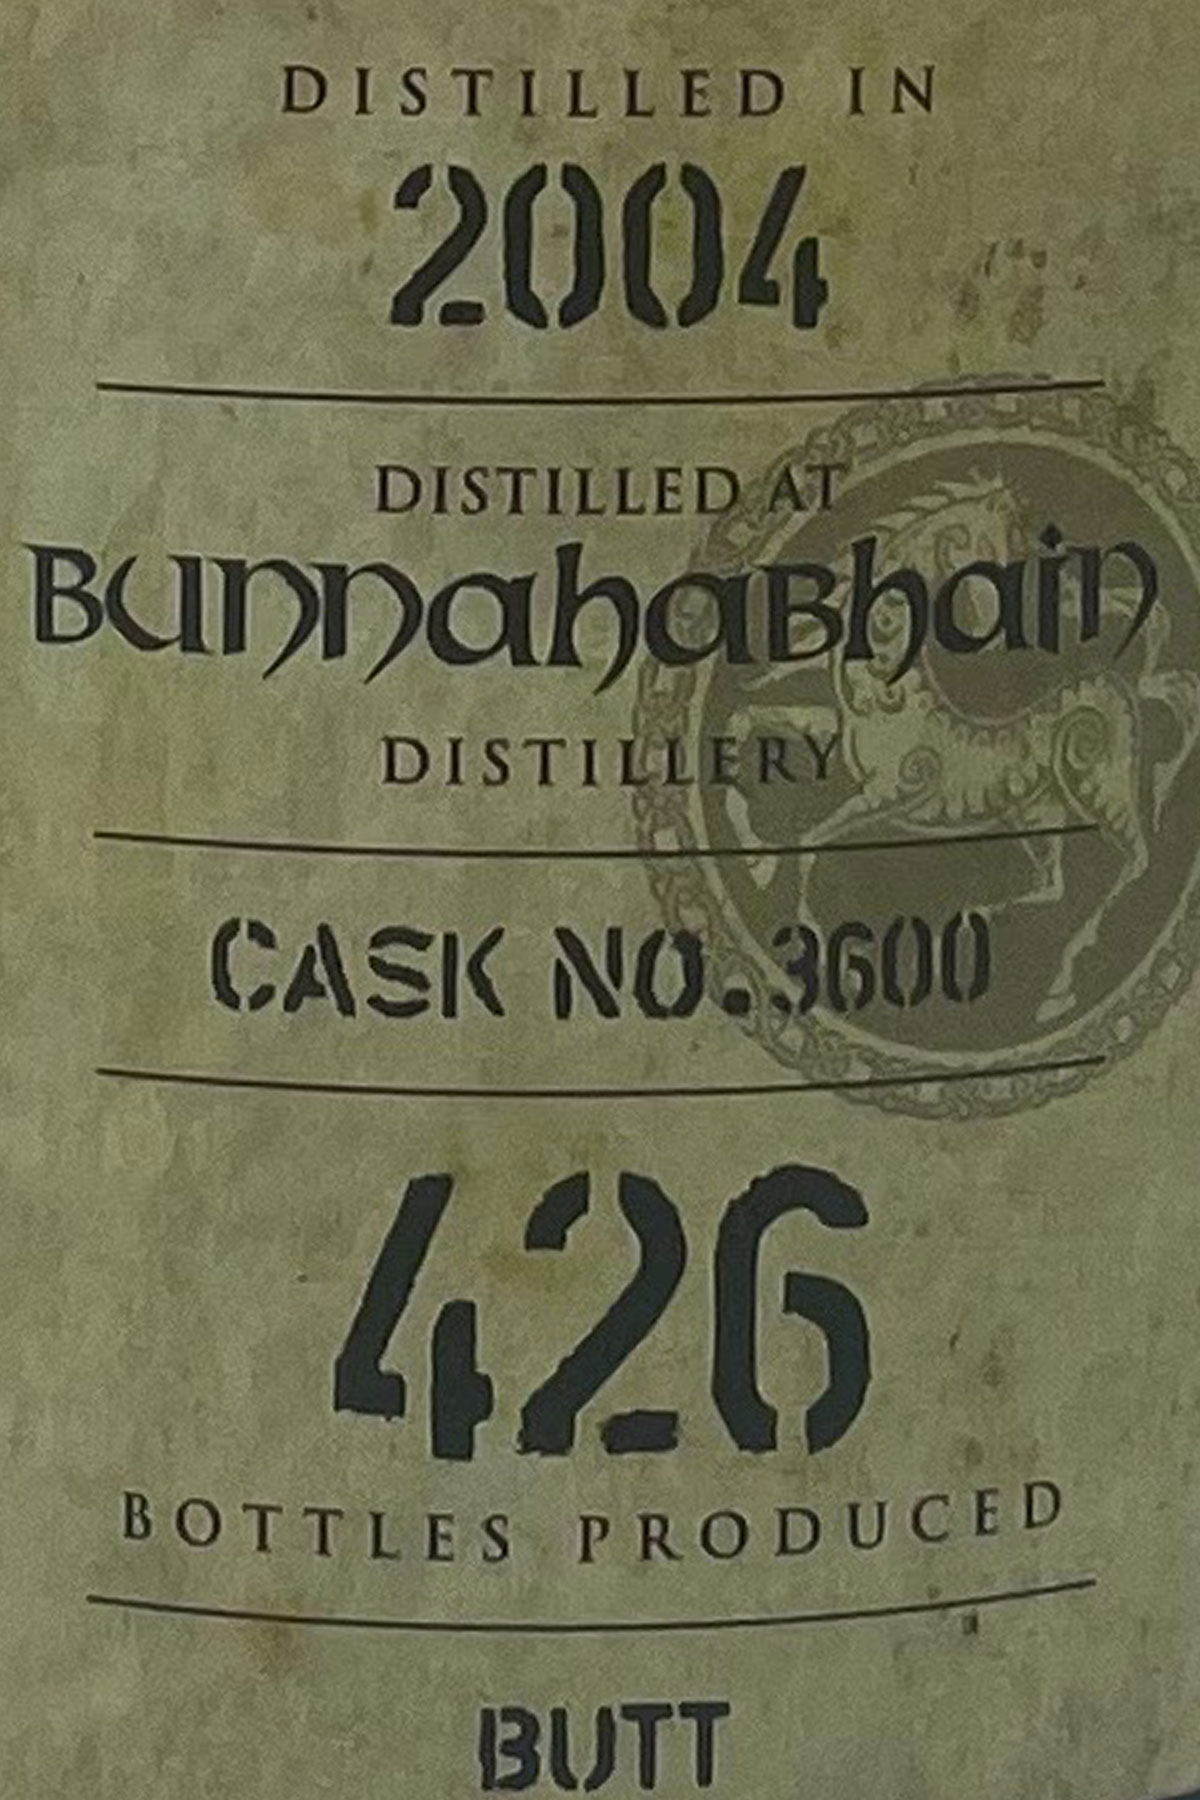 DISTILLED IN
2004
DISTILLED AT
Bunnahabhain
DISTILLERY
CASK NO.3600
426
BOTTLES PRODUCED
BUTT